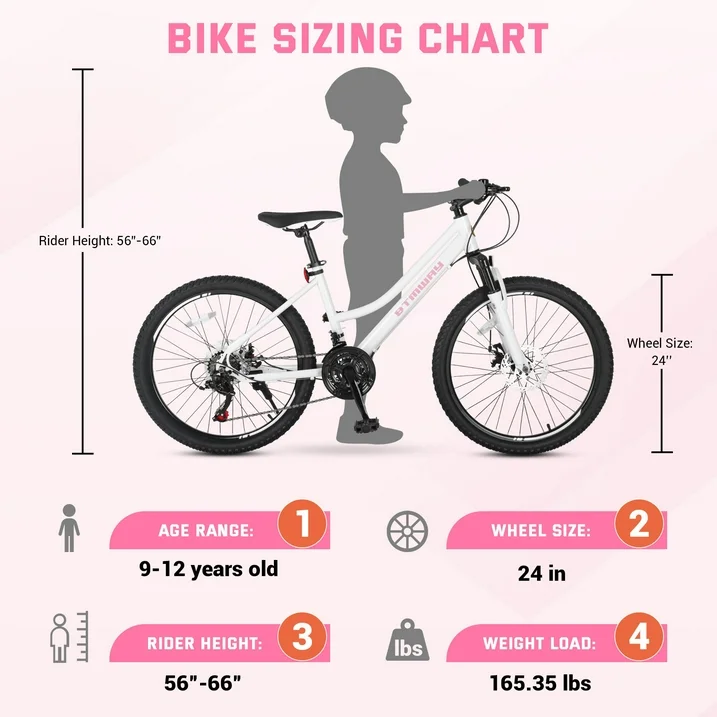 BIKE SIZING CHART
Rider Height: 56"-66"
DTMWAY
Wheel Size:
24''
AGE RANGE: 1
9-12 years old
WHEEL SIZE: 2
24 in
RIDER HEIGHT: 3
56"-66"
lbs
WEIGHT LOAD: 4
165.35 lbs